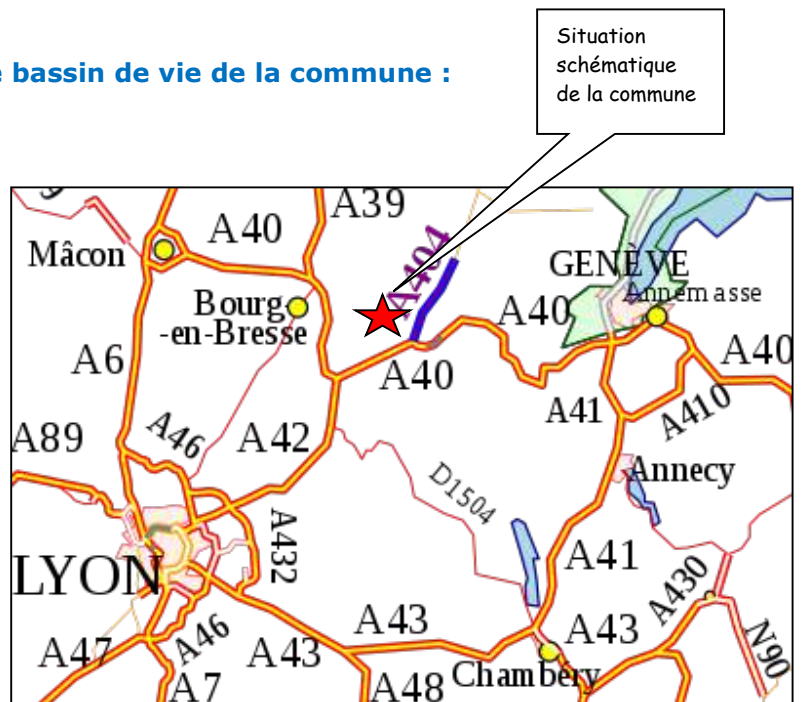 e bassin de vie de la commune :
Situation
schématique
de la commune
A39
A40
Mâcon
A404
GENÈVE
Annemasse
Bourg
-en-Bresse
A40
A6
A40
A40
A41
A410
A89
A46
A42
Annecy
D1504
A432
LYON
A41
A430
A43
A43
A46
A47
A43
N90
Chambéry
A7
A48